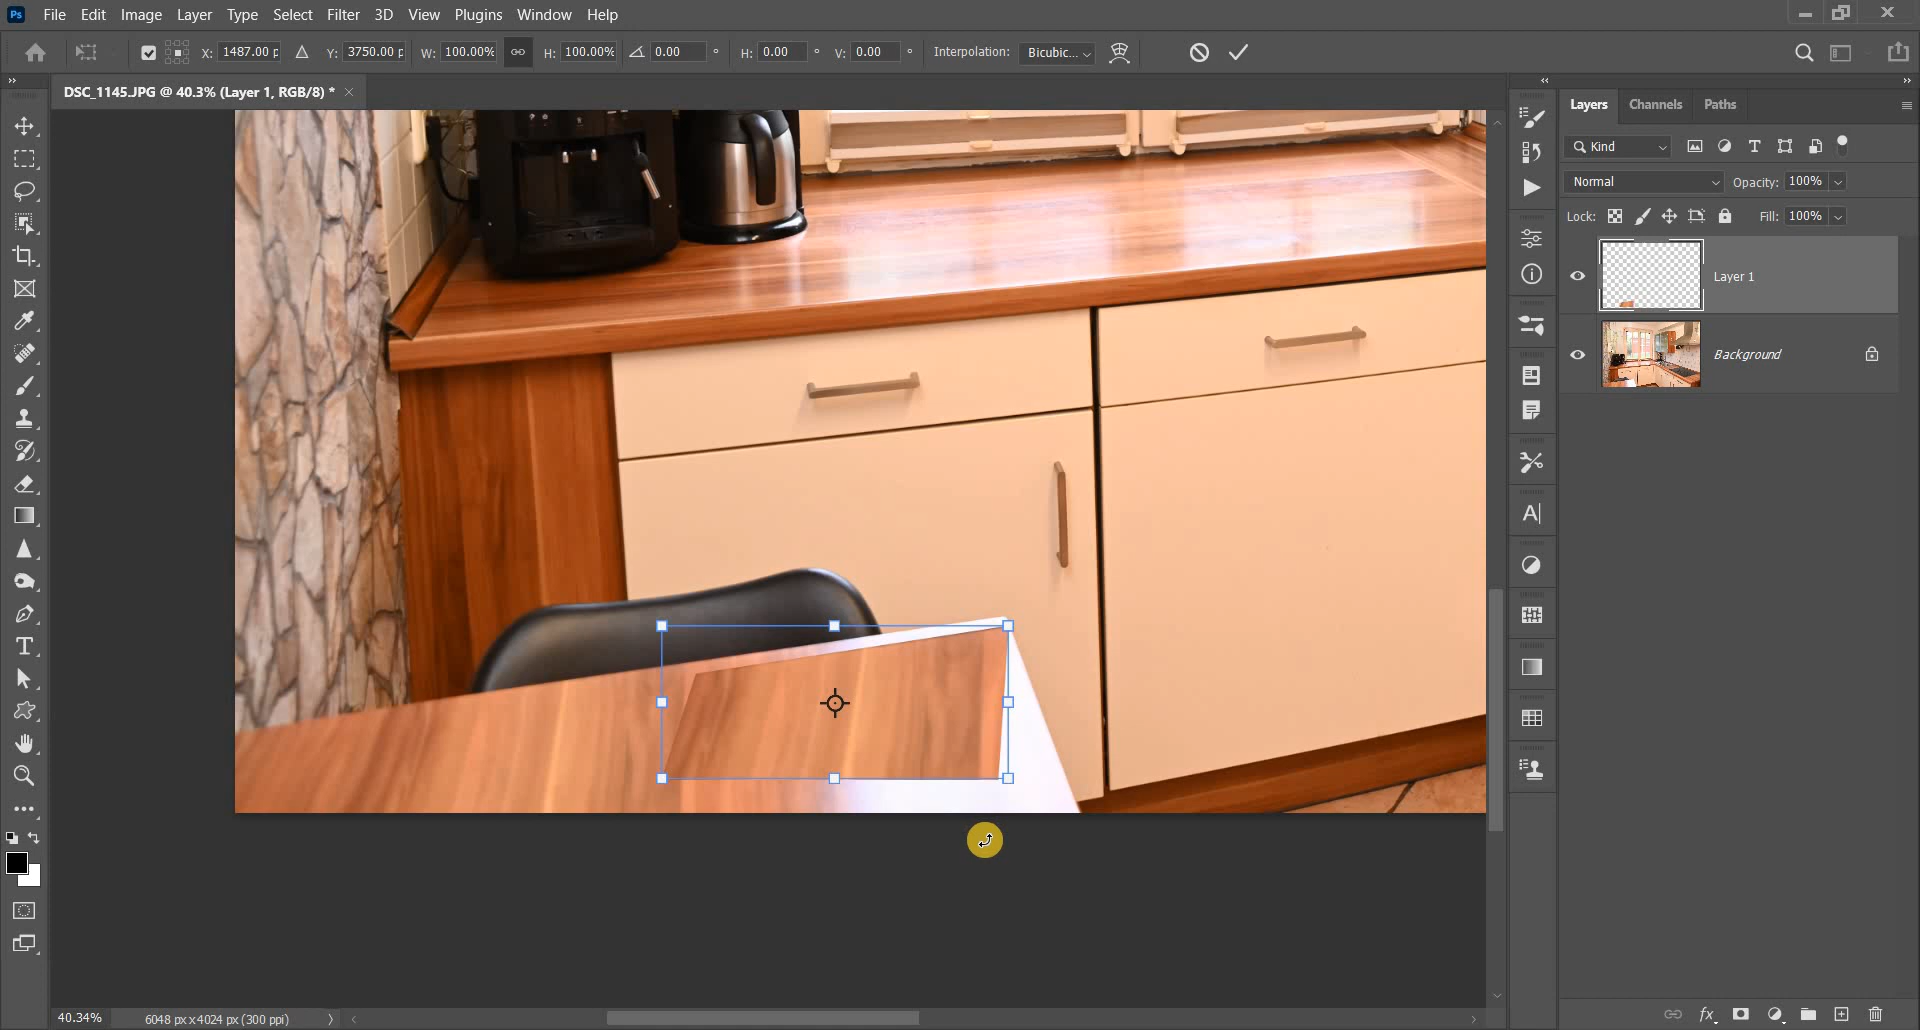 Ps File Edit Image Layer Type Select Filter 3D View Plugins Window Help
X: 1487.00 p Y: 3750.00 p W: 100.00% H: 100.00% 0.00 ° H: 0.00 ° V: 0.00 ° Interpolation: Bicubic...
DSC_1145.JPG @ 40.3% (Layer 1, RGB/8) * ×
Layers Channels Paths
Kind
Normal Opacity: 100%
Lock: Fill: 100%
Layer 1
Background
40.34% 6048 px x 4024 px (300 ppi)